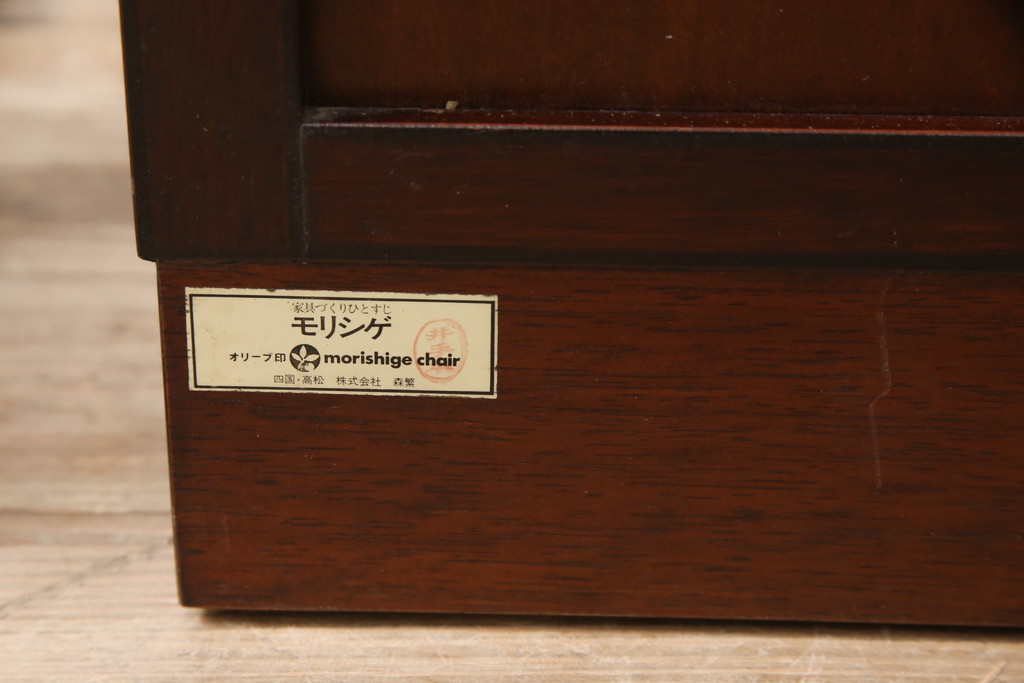 家具づくりひとすじ
モリシゲ
オリーブ印 morishige chair
四国・高松 株式会社 森繁